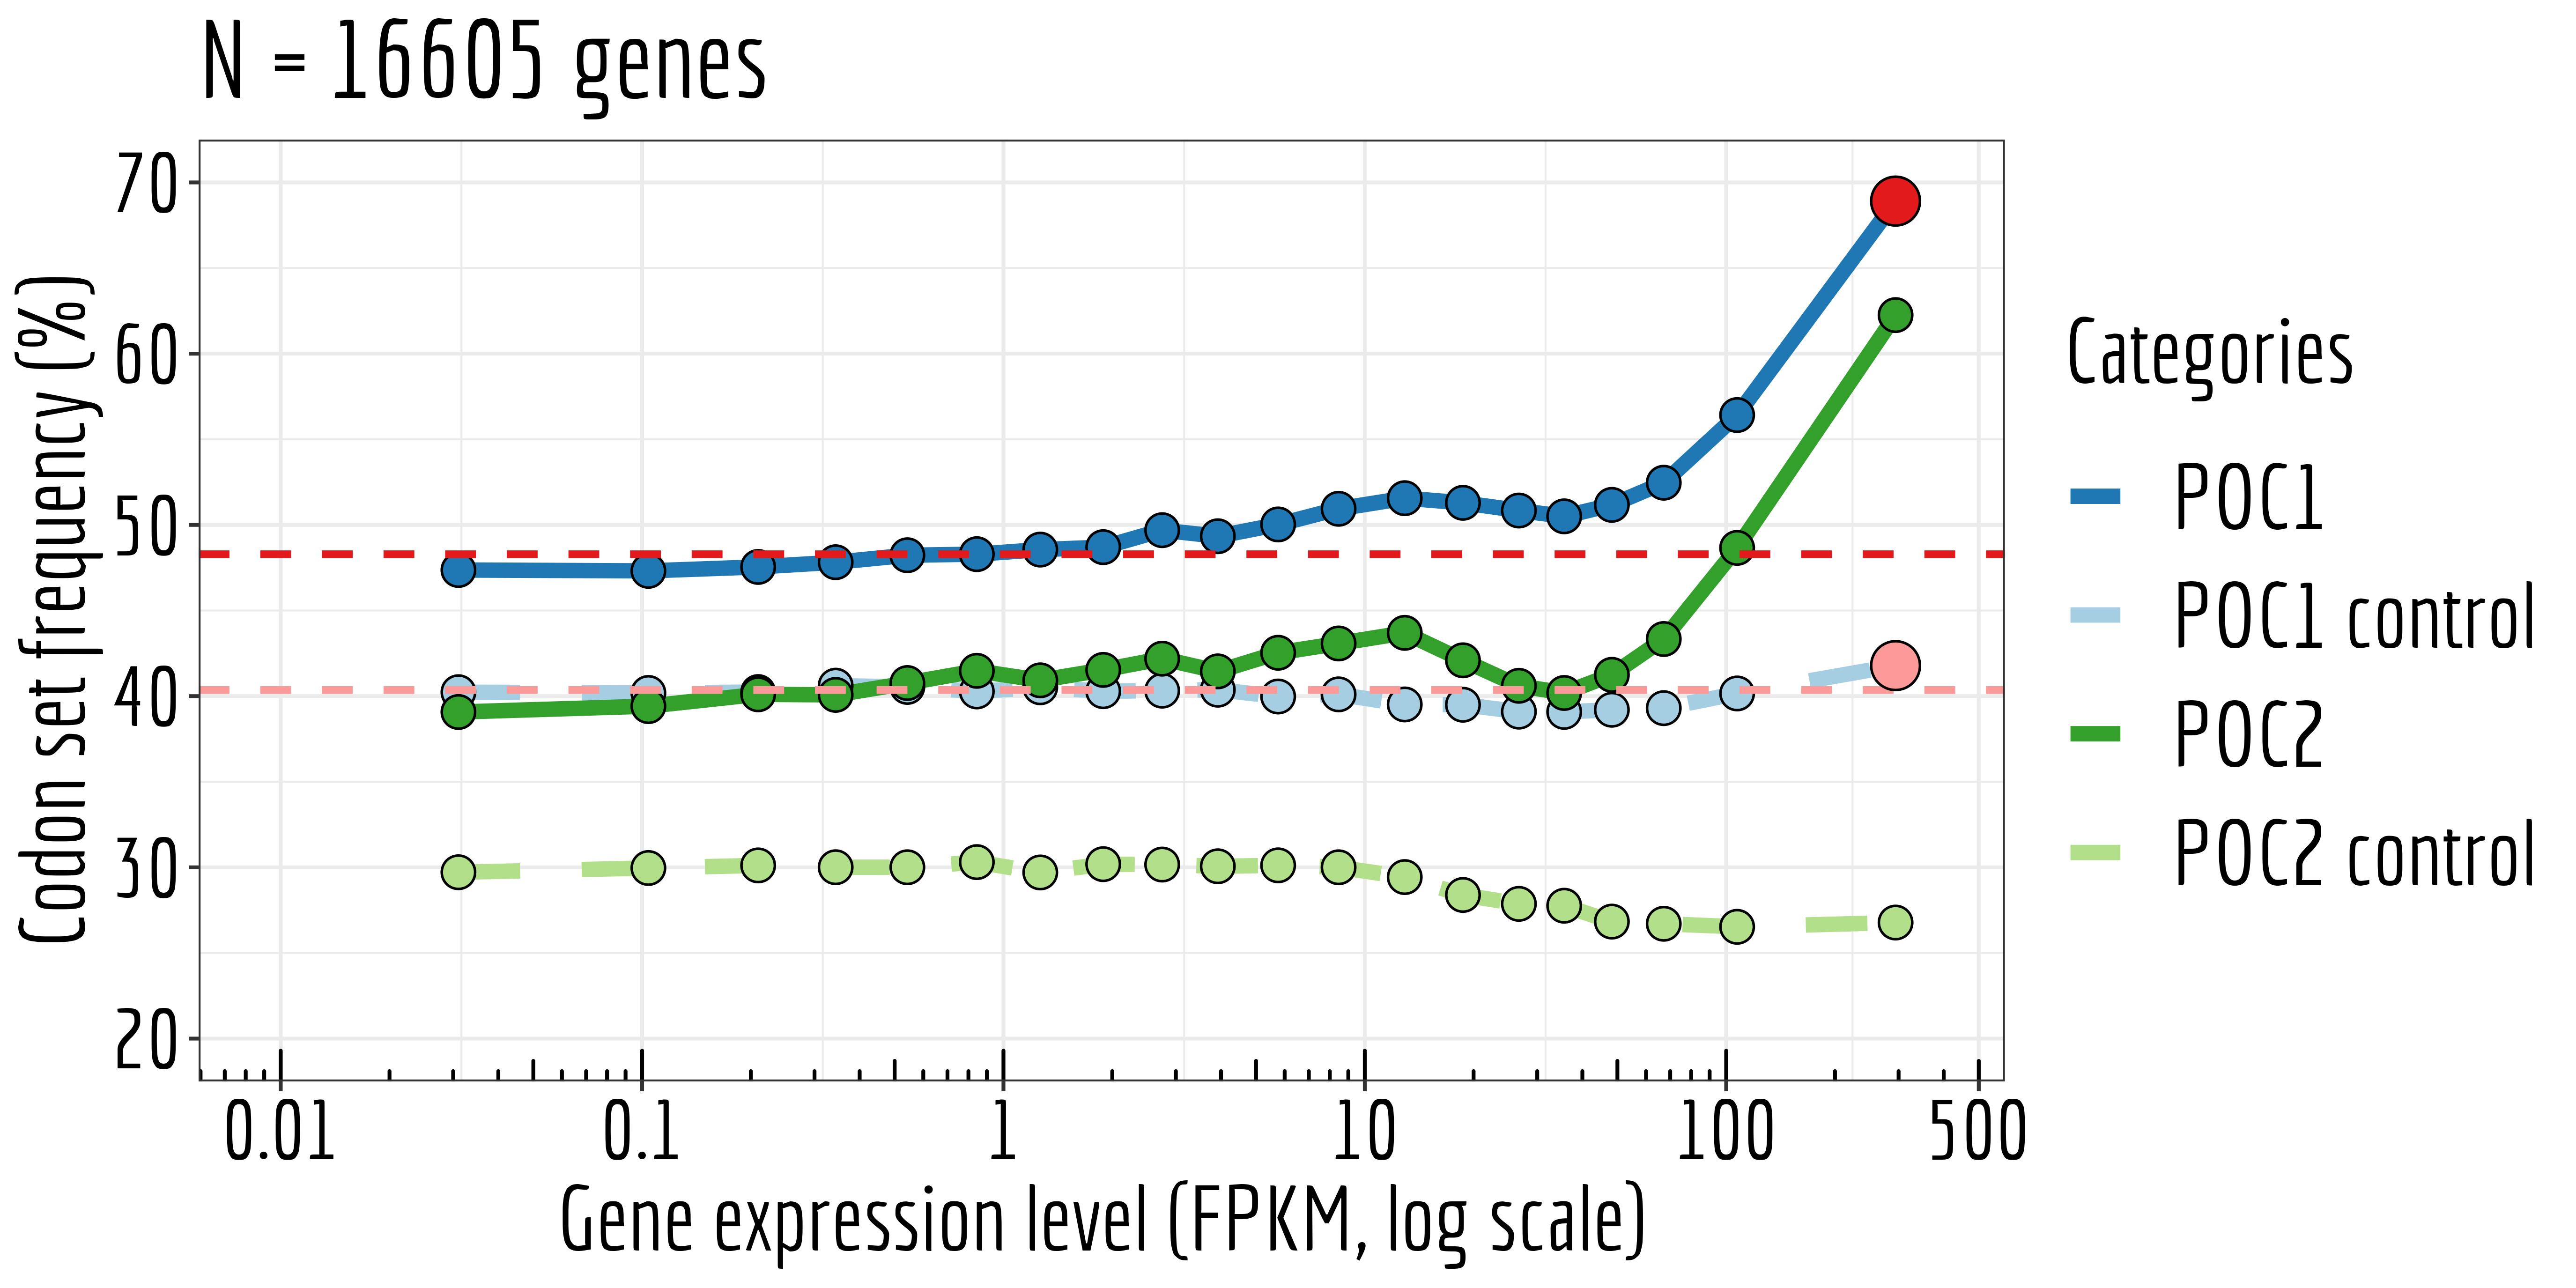 N = 16605 genes
Codon set frequency (%)
70
60
50
40
30
20
0.01 0.1 1 10 100 500
Gene expression level (FPKM, log scale)
Categories
POC1
POC1 control
POC2
POC2 control